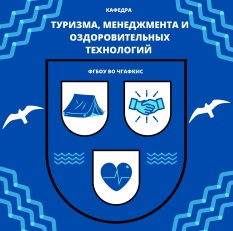 КАФЕДРА
ТУРИЗМА, МЕНЕДЖМЕНТА И
ОЗДОРОВИТЕЛЬНЫХ
ТЕХНОЛОГИЙ
ФГБОУ ВО ЧГАФКИС